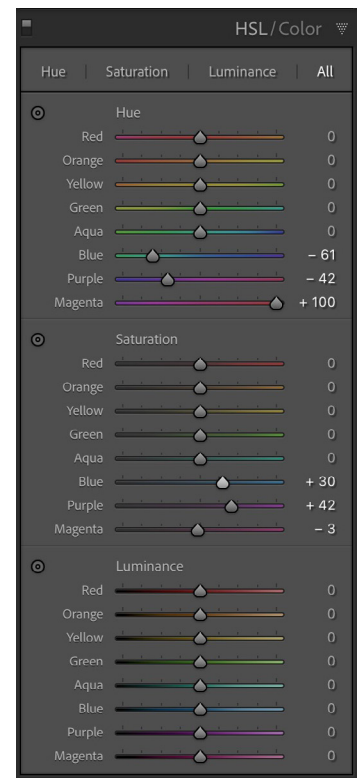 HSL/Color
Hue | Saturation | Luminance | All
Hue
Red 0
Orange 0
Yellow 0
Green 0
Aqua 0
Blue – 61
Purple – 42
Magenta + 100
Saturation
Red 0
Orange 0
Yellow 0
Green 0
Aqua 0
Blue + 30
Purple + 42
Magenta – 3
Luminance
Red 0
Orange 0
Yellow 0
Green 0
Aqua 0
Blue 0
Purple 0
Magenta 0